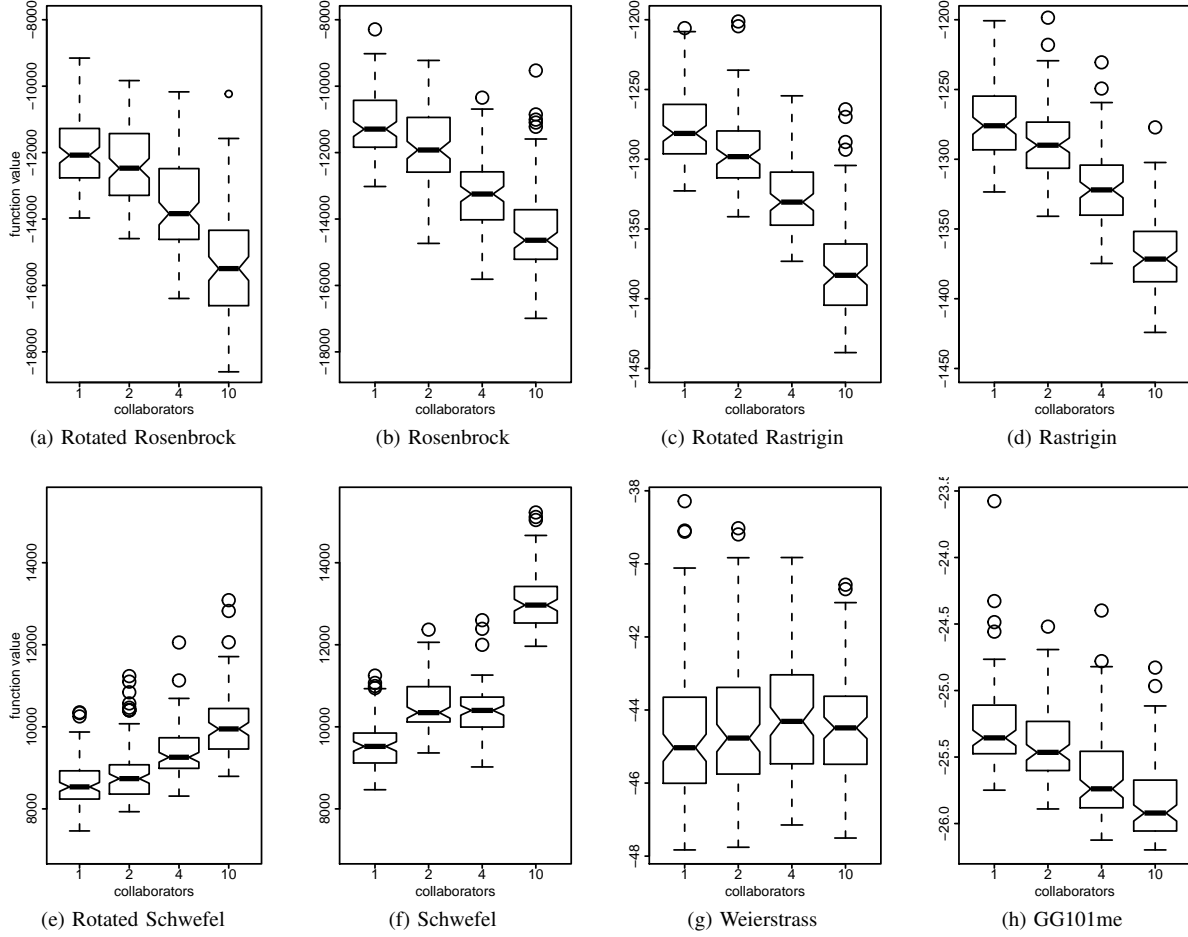 function value
−8000
−10000
−12000
−14000
−16000
−18000
1 2 4 10
collaborators
(a) Rotated Rosenbrock
−8000
−10000
−12000
−14000
−16000
−18000
1 2 4 10
collaborators
(b) Rosenbrock
−1200
−1250
−1300
−1350
−1400
−1450
1 2 4 10
collaborators
(c) Rotated Rastrigin
−1200
−1250
−1300
−1350
−1400
−1450
1 2 4 10
collaborators
(d) Rastrigin
function value
14000
12000
10000
8000
1 2 4 10
collaborators
(e) Rotated Schwefel
14000
12000
10000
8000
1 2 4 10
collaborators
(f) Schwefel
−38
−40
−42
−44
−46
−48
1 2 4 10
collaborators
(g) Weierstrass
−23.5
−24.0
−24.5
−25.0
−25.5
−26.0
1 2 4 10
collaborators
(h) GG101me